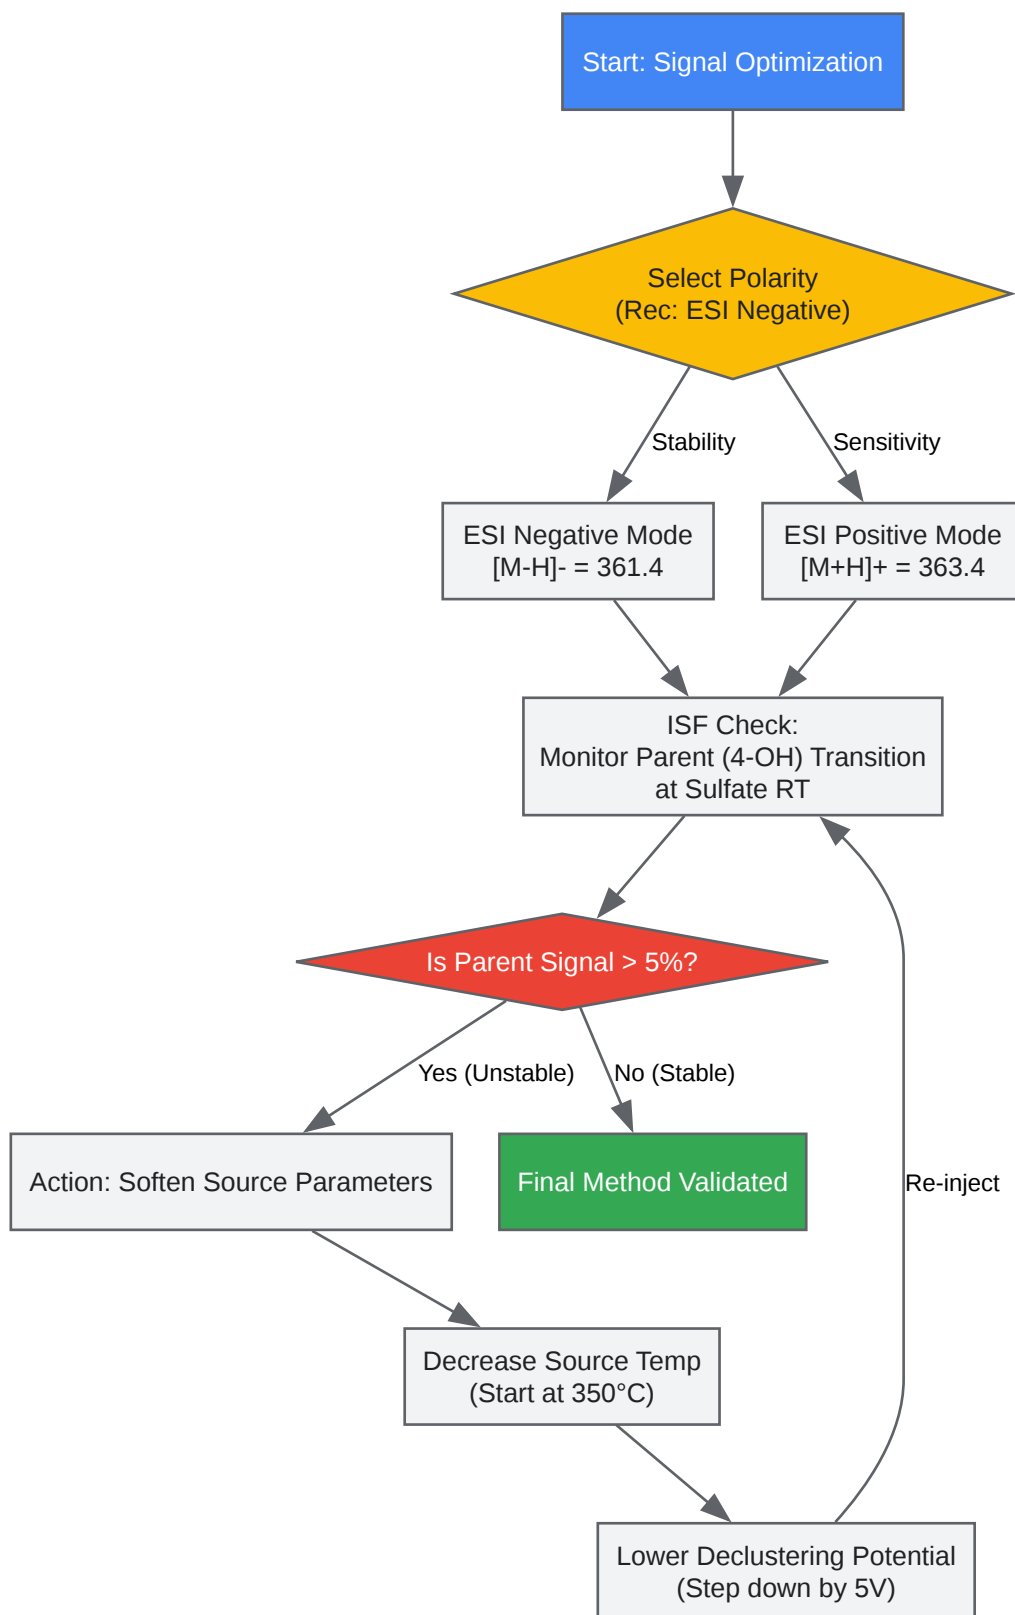 Start: Signal Optimization
Select Polarity
(Rec: ESI Negative)
Stability
Sensitivity
ESI Negative Mode
[M-H]- = 361.4
ESI Positive Mode
[M+H]+ = 363.4
ISF Check:
Monitor Parent (4-OH) Transition
at Sulfate RT
Is Parent Signal > 5%?
Yes (Unstable)
No (Stable)
Action: Soften Source Parameters
Final Method Validated
Re-inject
Decrease Source Temp
(Start at 350°C)
Lower Declustering Potential
(Step down by 5V)